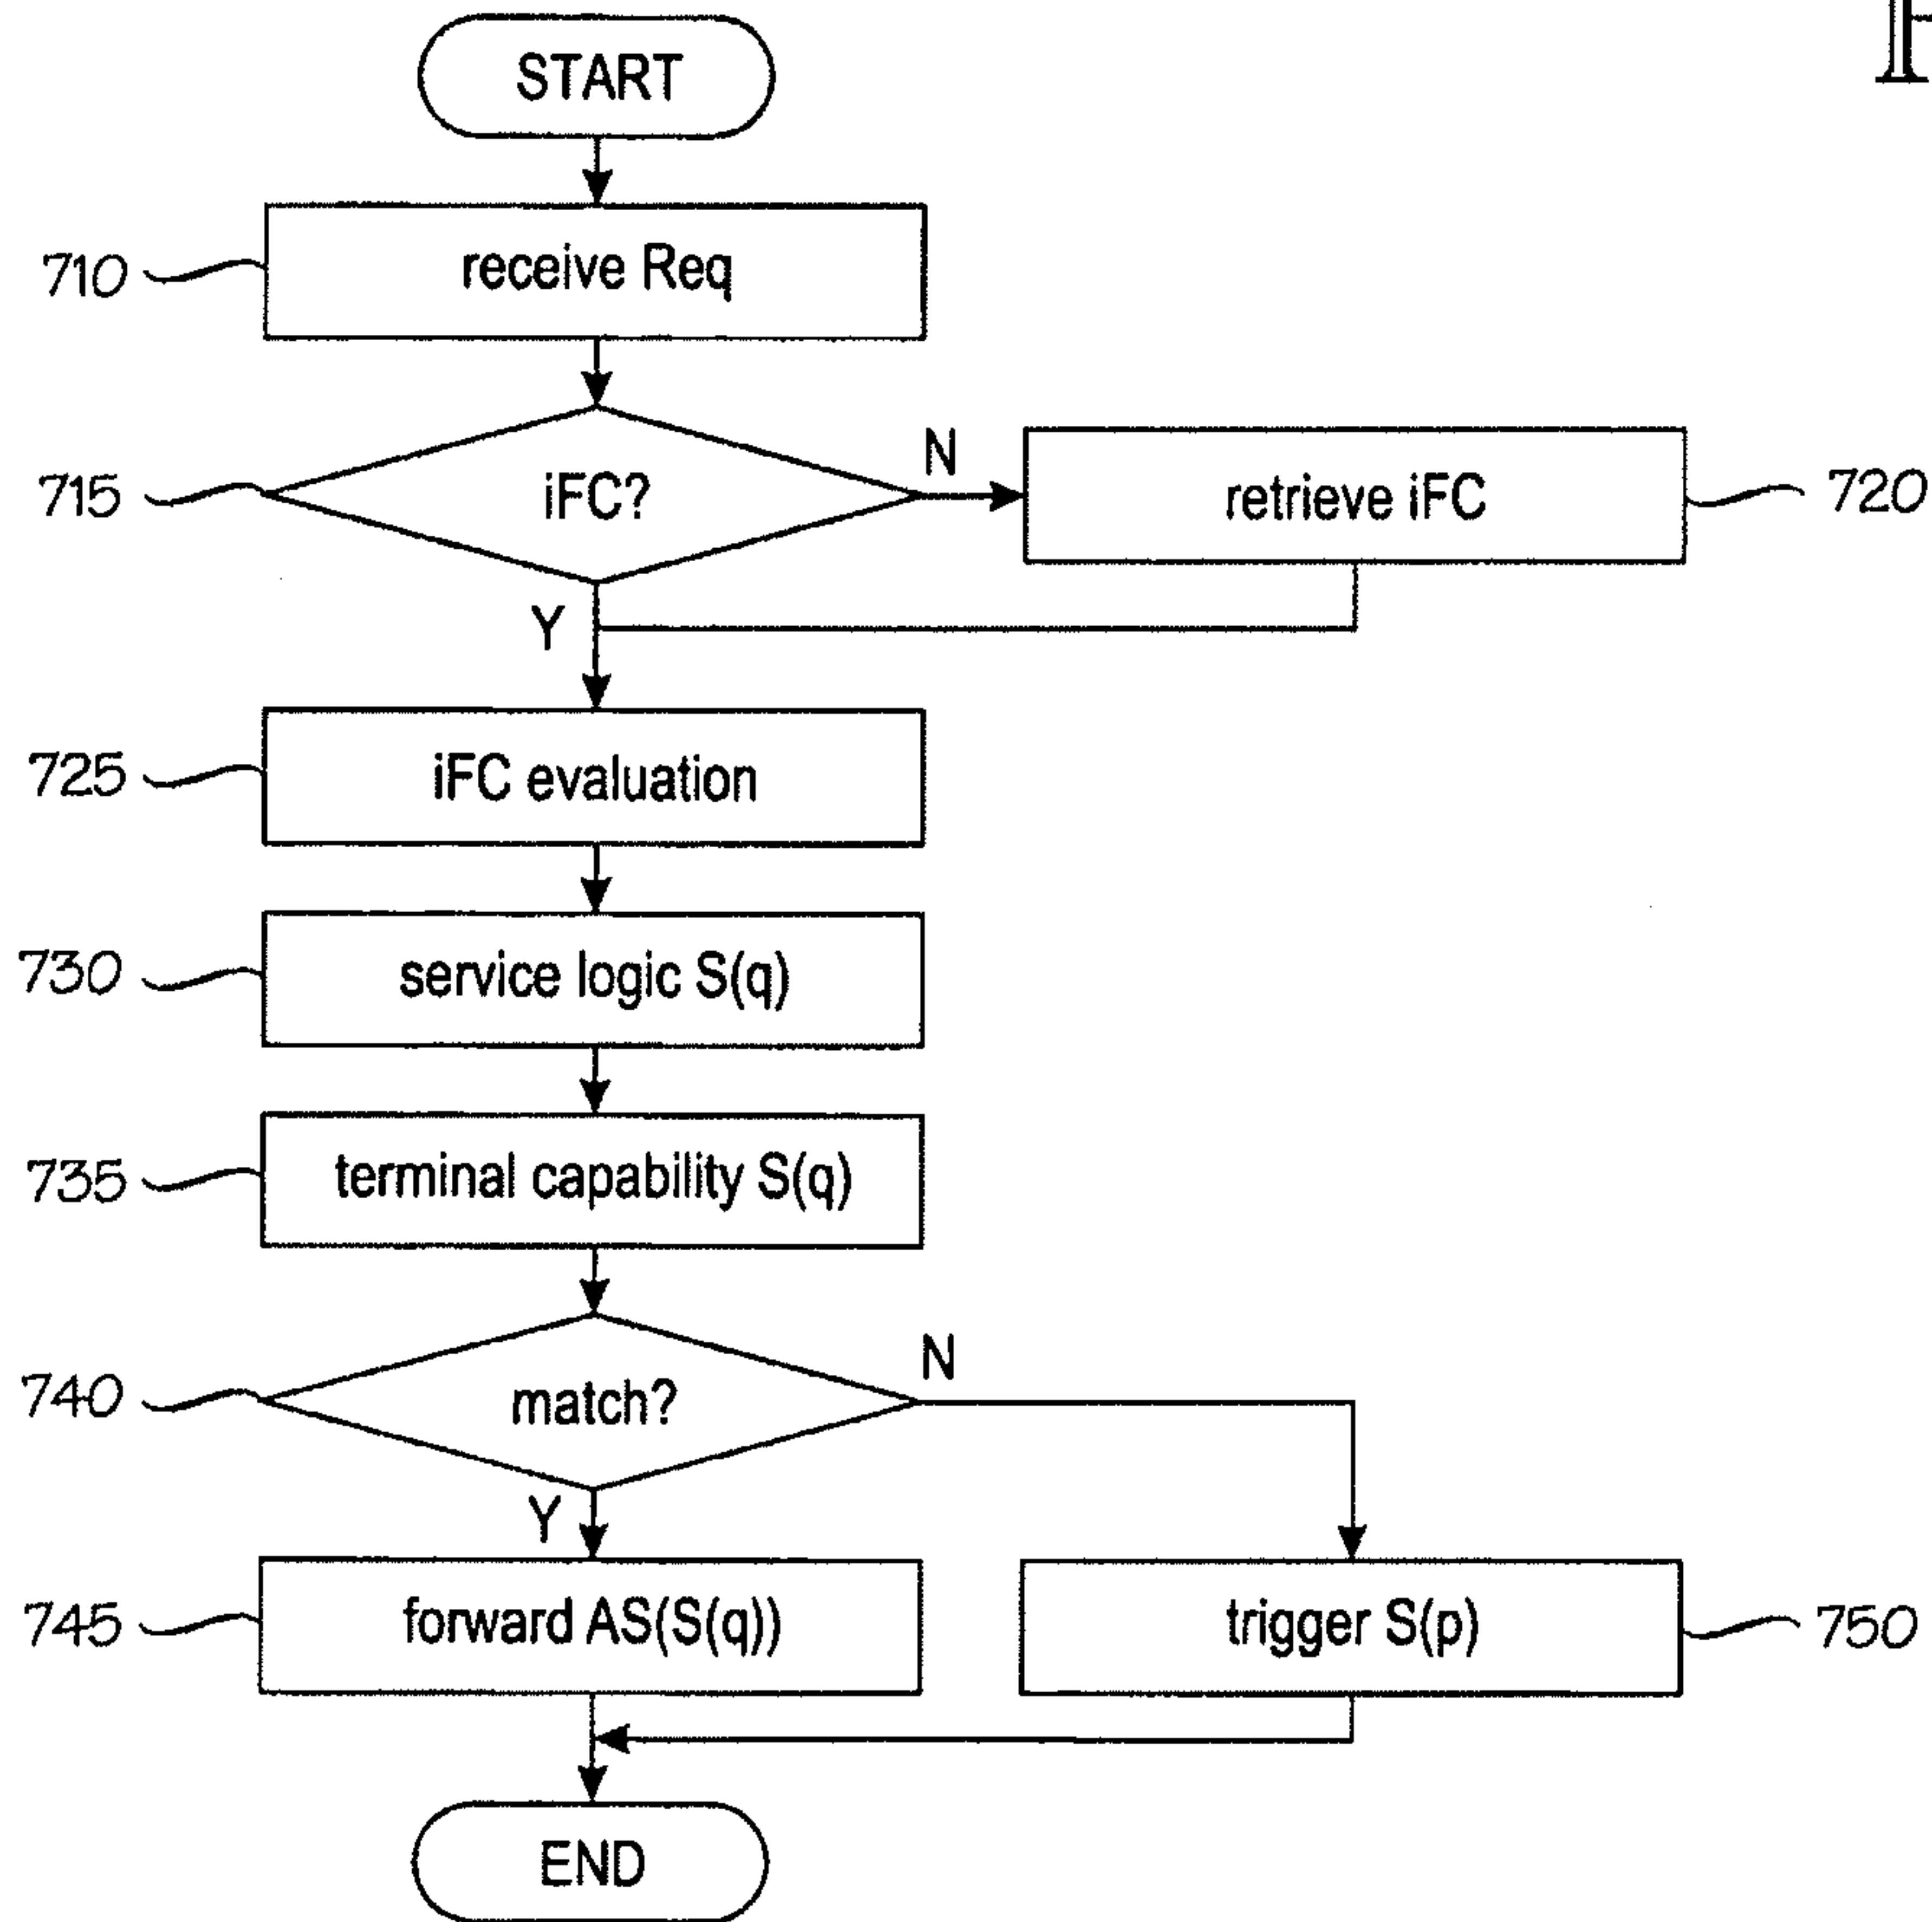 START
710
receive Req
715
iFC?
N
retrieve iFC
720
Y
725
iFC evaluation
730
service logic S(q)
735
terminal capability S(q)
740
match?
N
Y
745
forward AS(S(q))
trigger S(p)
750
END